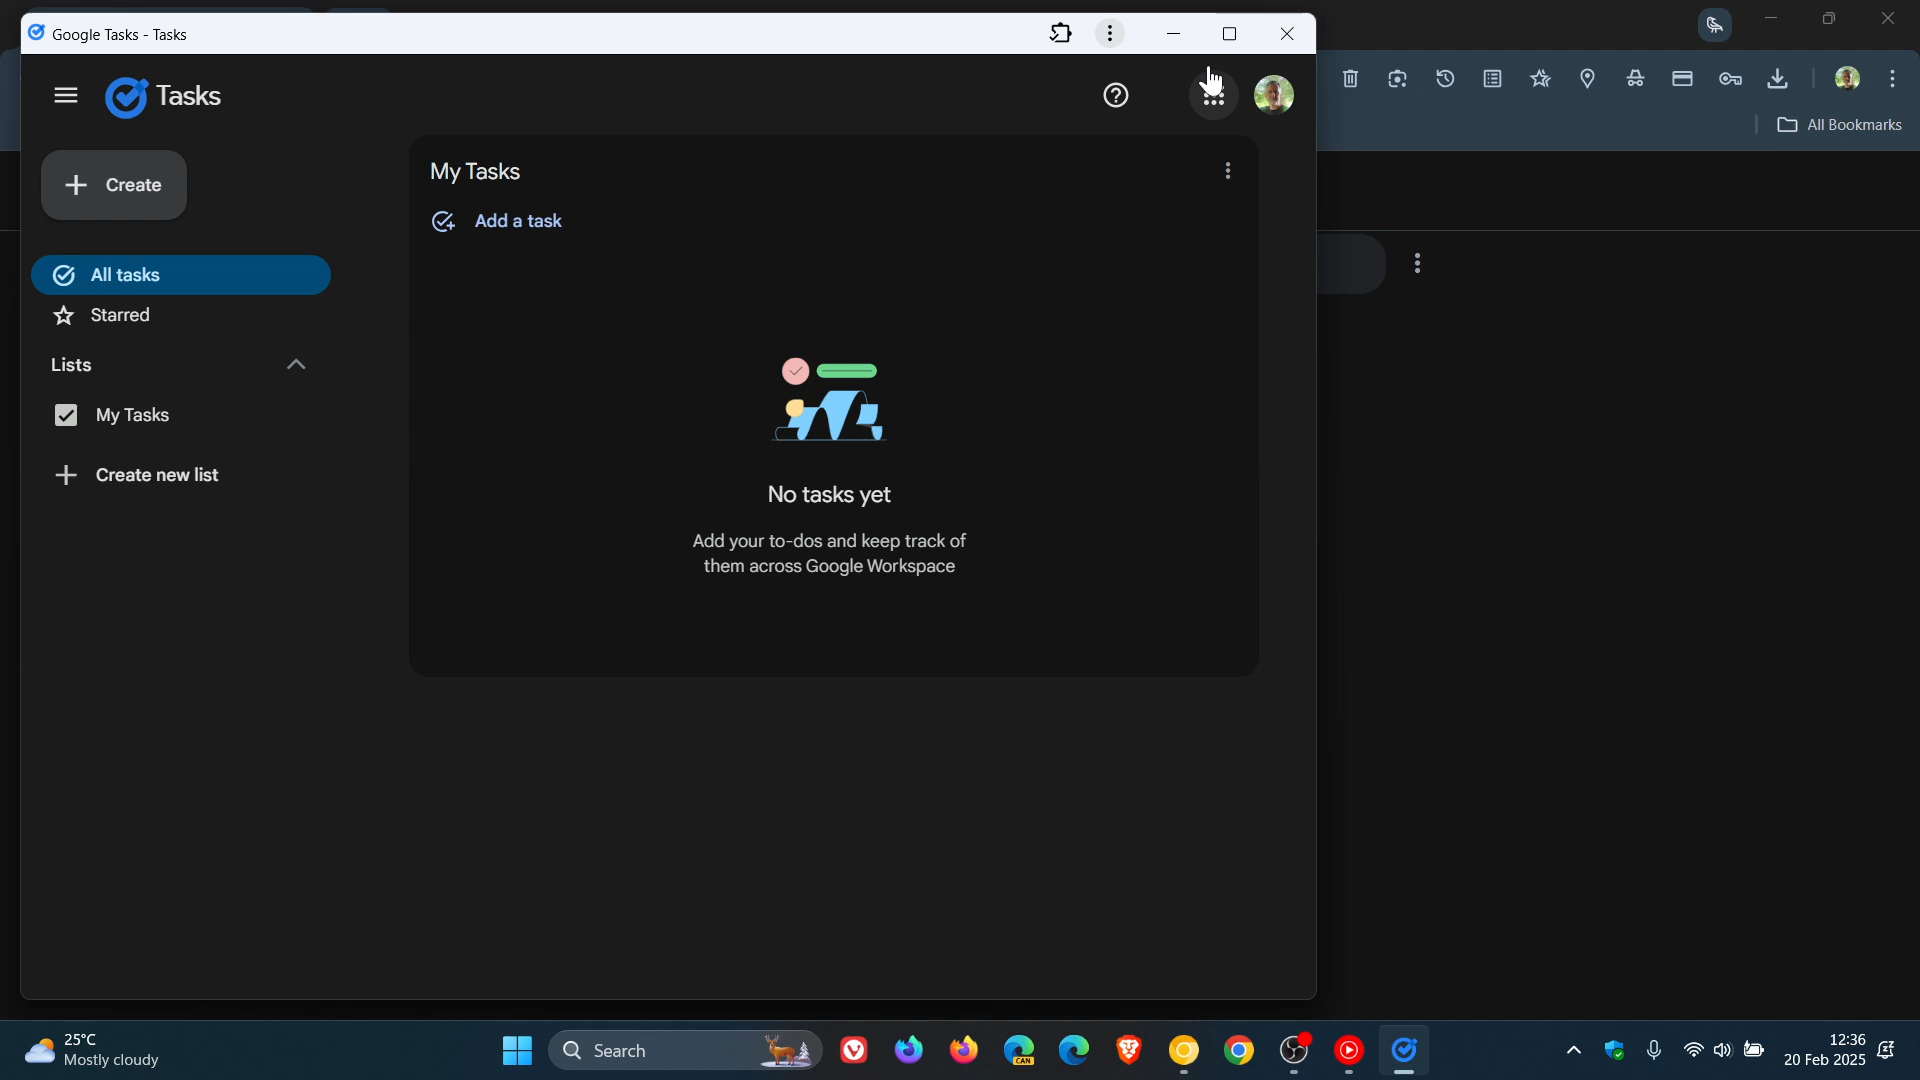 Google Tasks - Tasks
Tasks
All Bookmarks
Create
My Tasks
Add a task
All tasks
Starred
Lists
My Tasks
Create new list
No tasks yet
Add your to-dos and keep track of
them across Google Workspace
25°C
Mostly cloudy
Search
CAN
12:36
20 Feb 2025